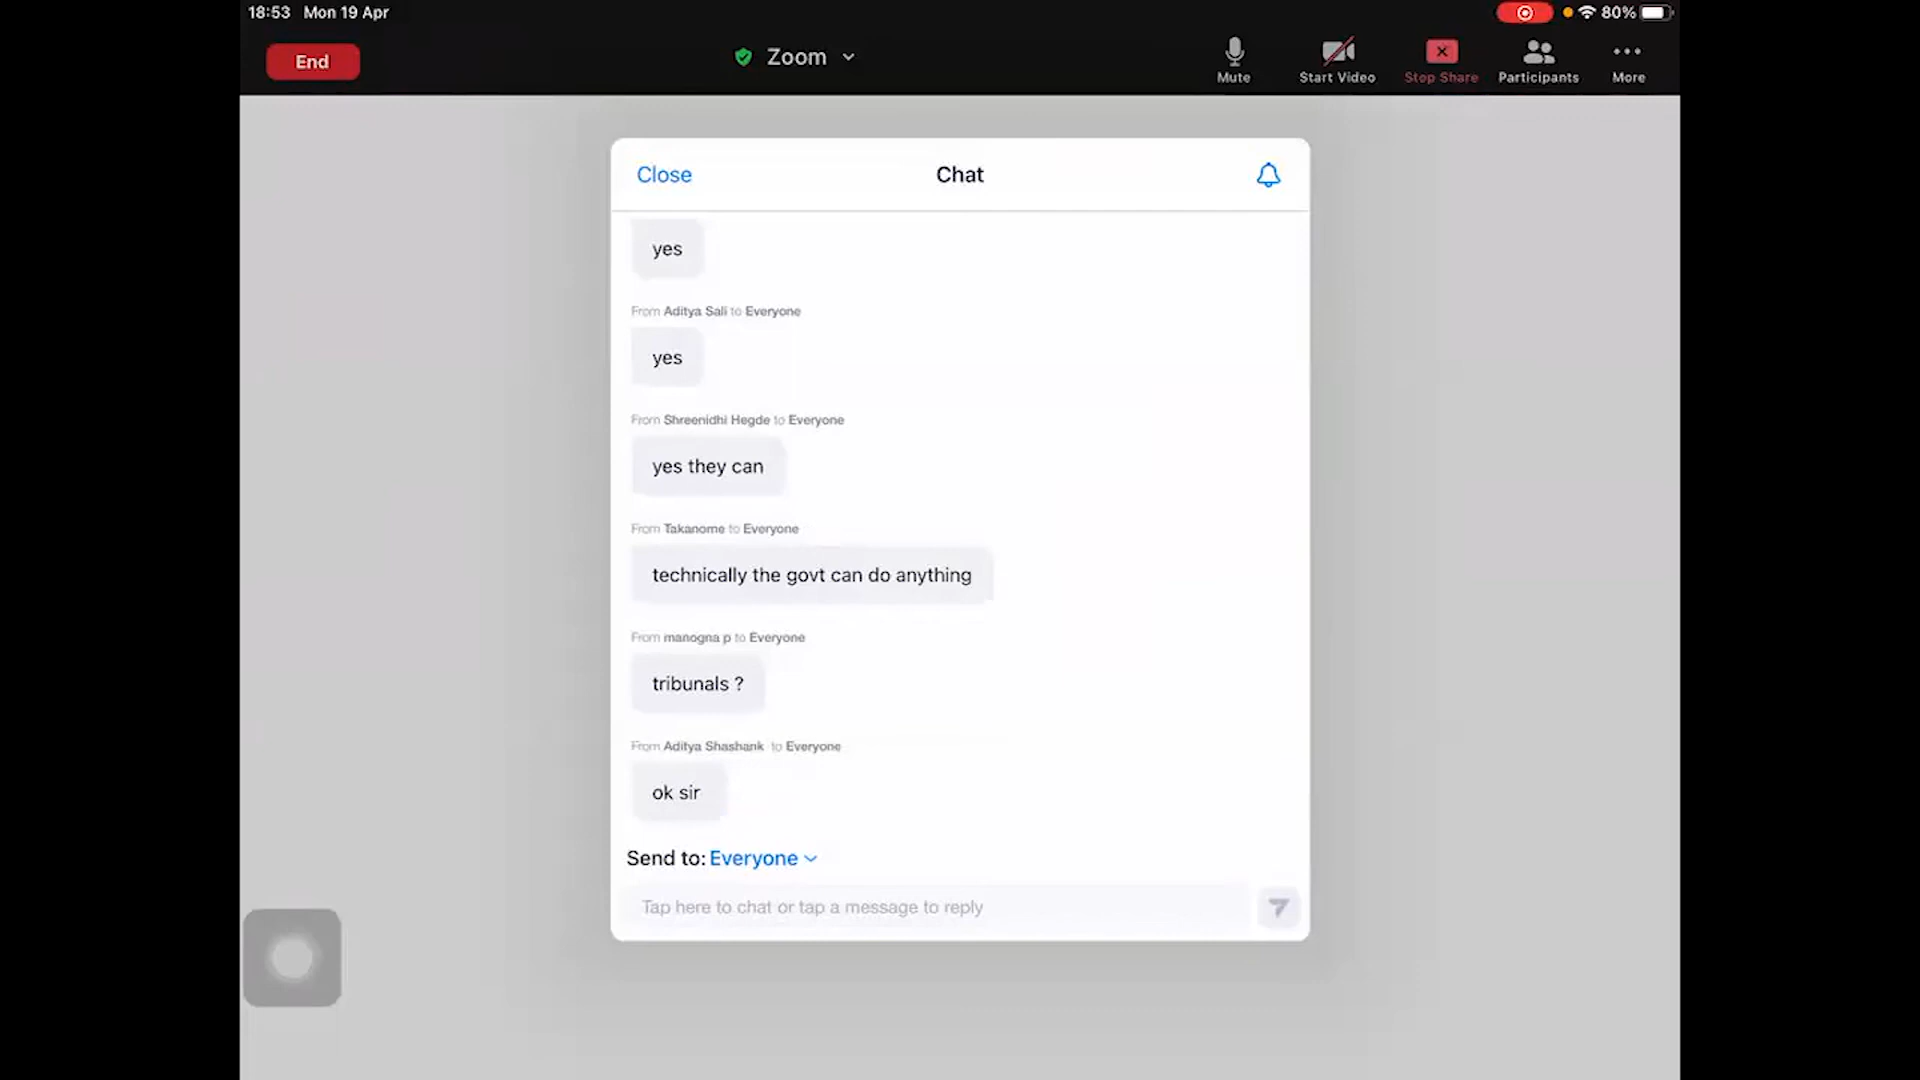 18:53 Mon 19 Apr
80%
End
Zoom
Mute
Start Video
Stop Share
Participants
More
Close
Chat
yes
From Aditya Sali to Everyone
yes
From Shreenidhi Hegde to Everyone
yes they can
From Takanome to Everyone
technically the govt can do anything
From manogna p to Everyone
tribunals ?
From Aditya Shashank to Everyone
ok sir
Send to: Everyone
Tap here to chat or tap a message to reply